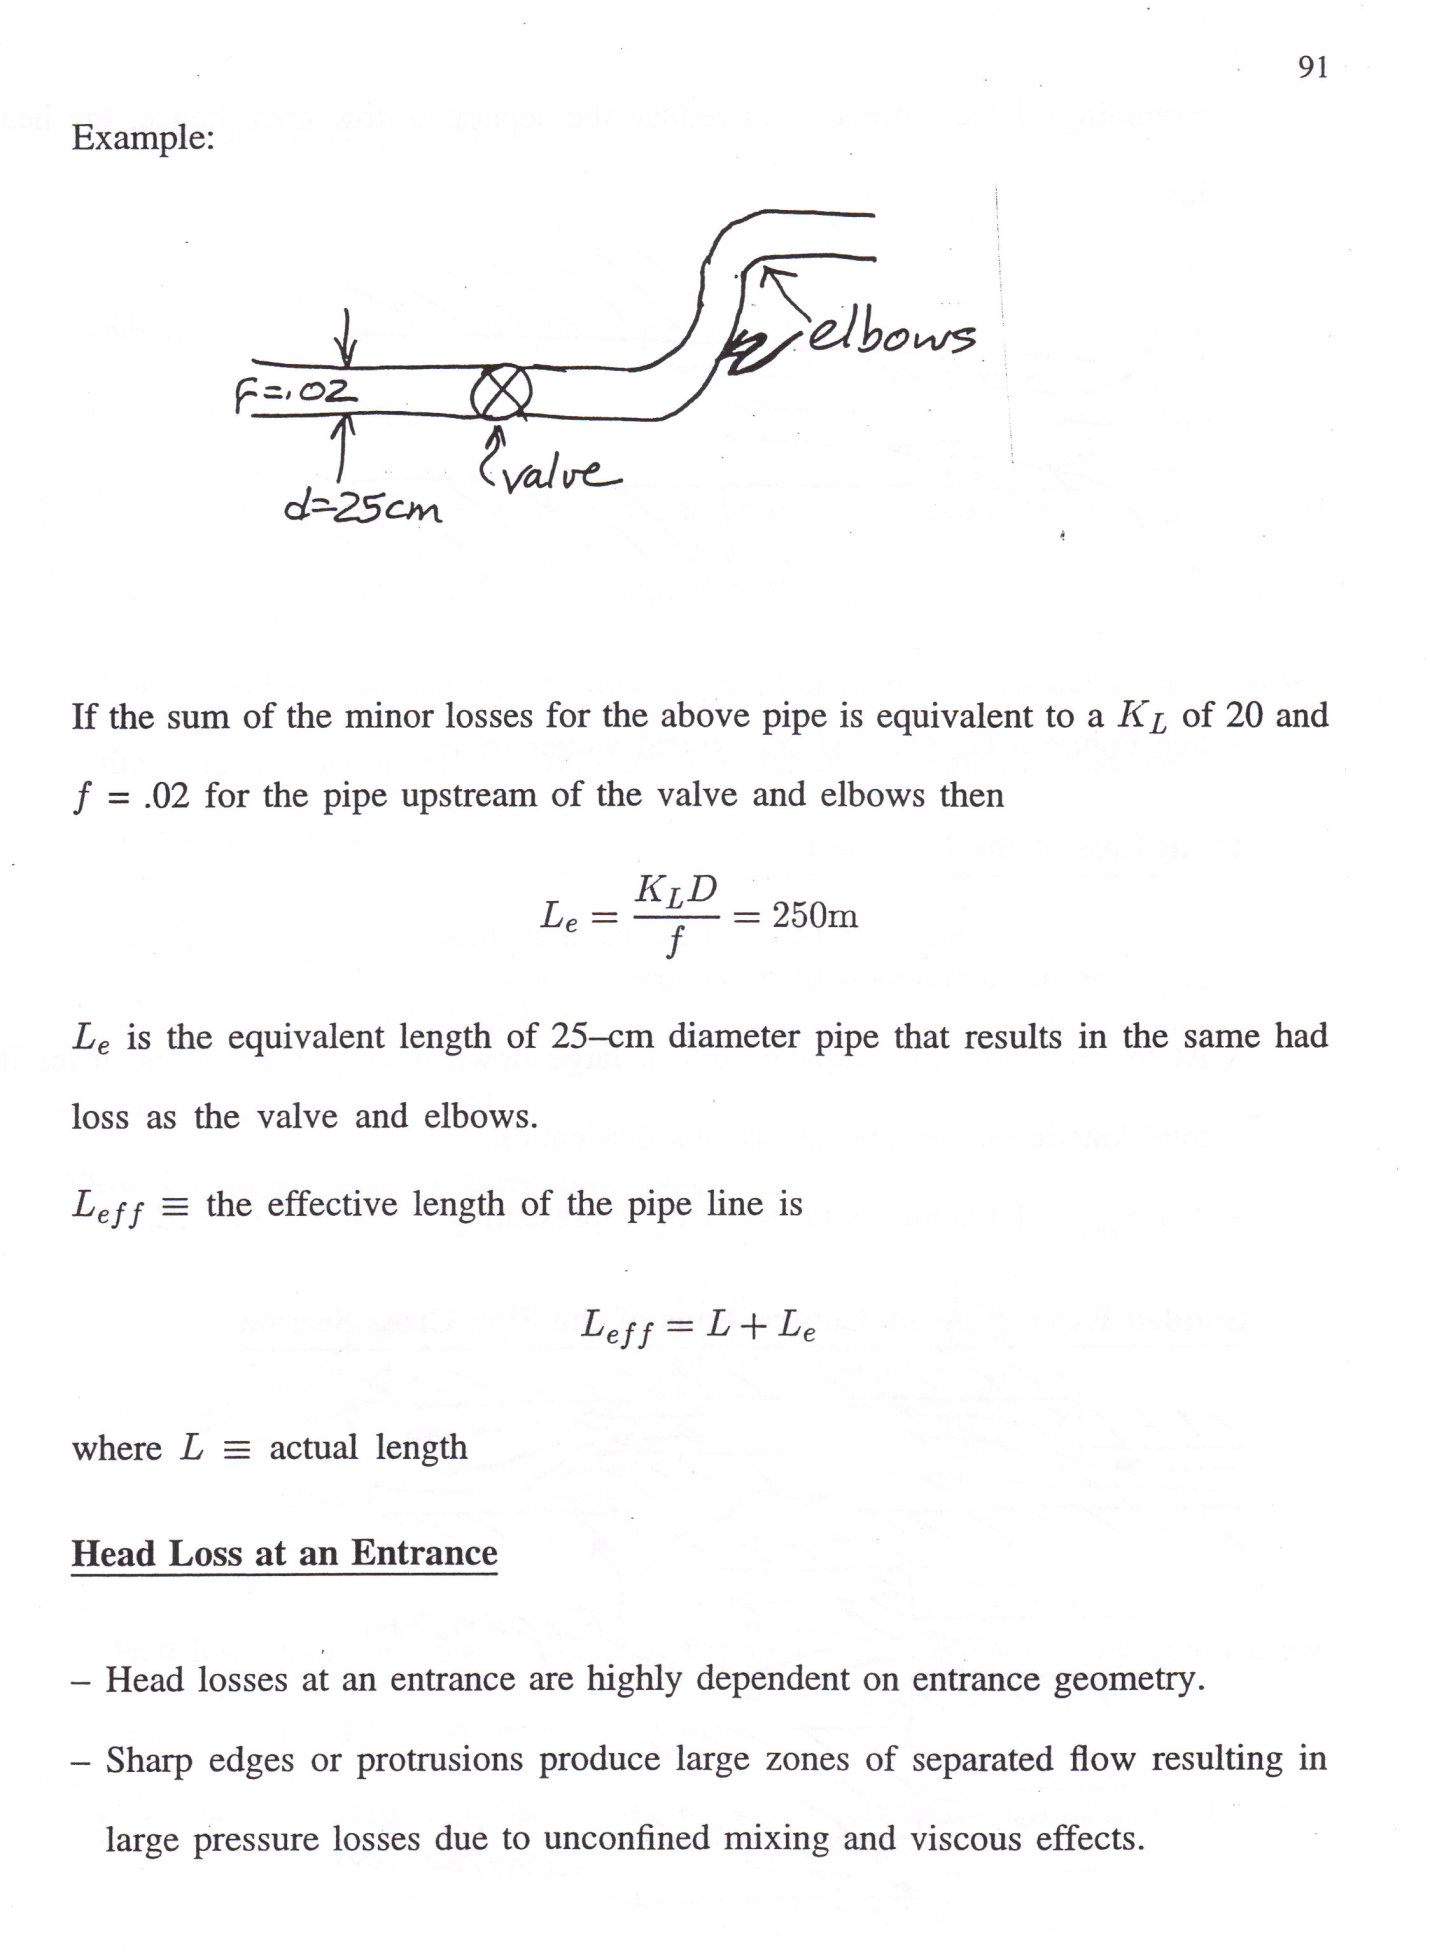 91
Example:
elbows
F=.02
valve
d=25cm
If the sum of the minor losses for the above pipe is equivalent to a K_L of 20 and
f = .02 for the pipe upstream of the valve and elbows then
L_e = K_L D / f = 250m
L_e is the equivalent length of 25–cm diameter pipe that results in the same had
loss as the valve and elbows.
L_eff ≡ the effective length of the pipe line is
L_eff = L + L_e
where L ≡ actual length
Head Loss at an Entrance
– Head losses at an entrance are highly dependent on entrance geometry.
– Sharp edges or protrusions produce large zones of separated flow resulting in
large pressure losses due to unconfined mixing and viscous effects.